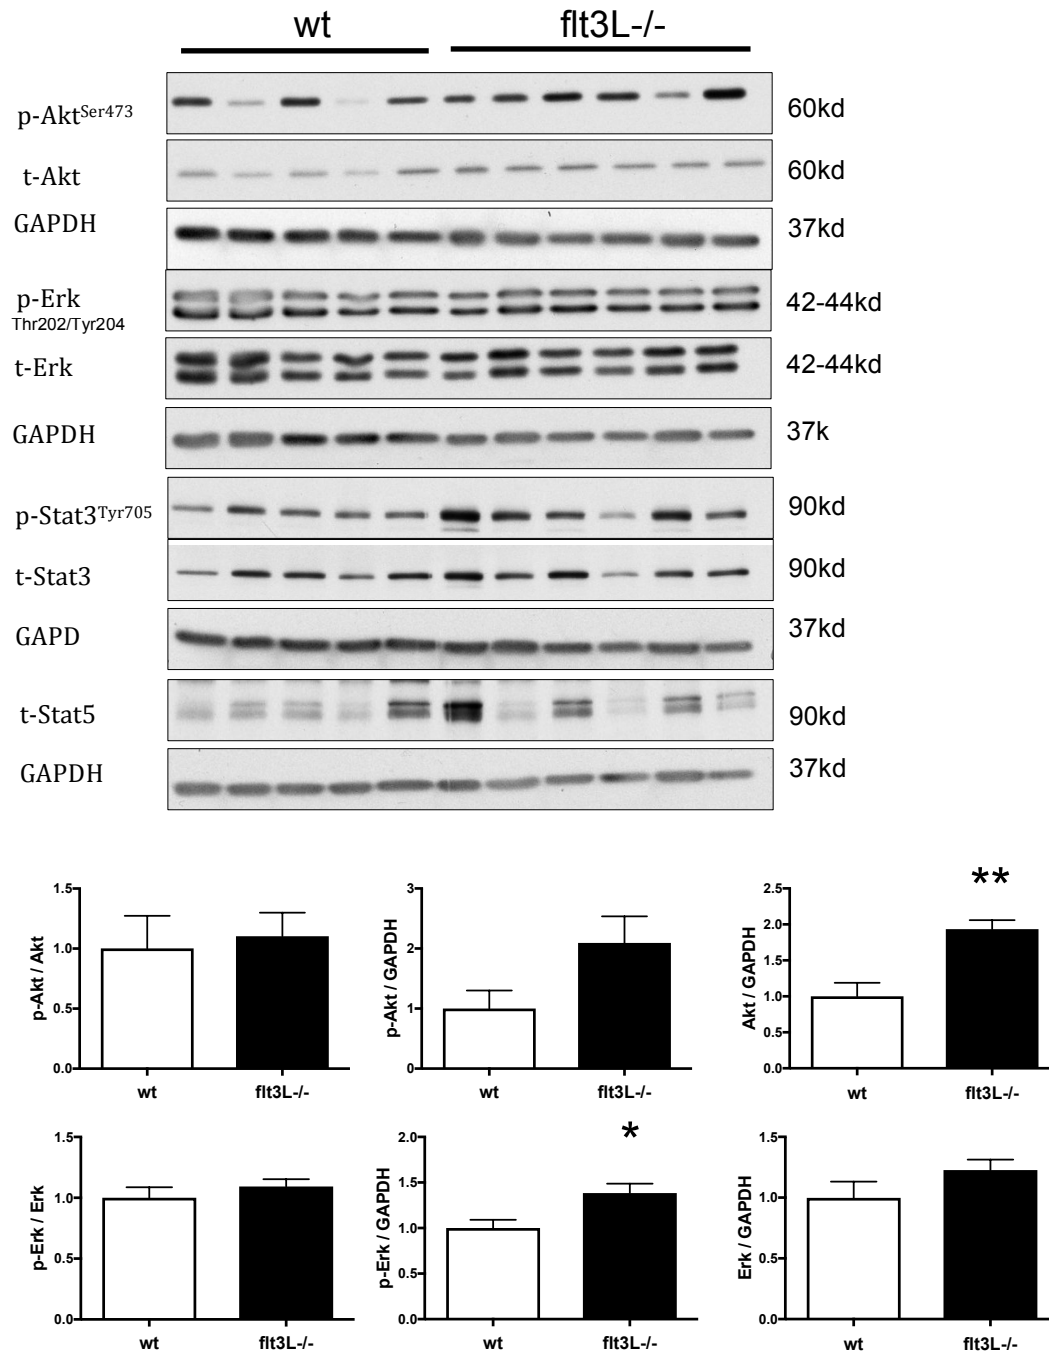 wt flt3L-/-
p-AktSer473 60kd
t-Akt 60kd
GAPDH 37kd
p-Erk 42-44kd
Thr202/Tyr204
t-Erk 42-44kd
GAPDH 37k
p-Stat3Tyr705 90kd
t-Stat3 90kd
GAPD 37kd
t-Stat5 90kd
GAPDH 37kd
p-Akt / Akt
1.5
1.0
0.5
0.0
wt flt3L-/-
p-Akt / GAPDH
3
2
1
0
wt flt3L-/-
Akt / GAPDH
2.5
2.0
1.5
1.0
0.5
0.0
**
wt flt3L-/-
p-Erk / Erk
1.5
1.0
0.5
0.0
wt flt3L-/-
p-Erk / GAPDH
2.0
1.5
1.0
0.5
0.0
*
wt flt3L-/-
Erk / GAPDH
1.5
1.0
0.5
0.0
wt flt3L-/-